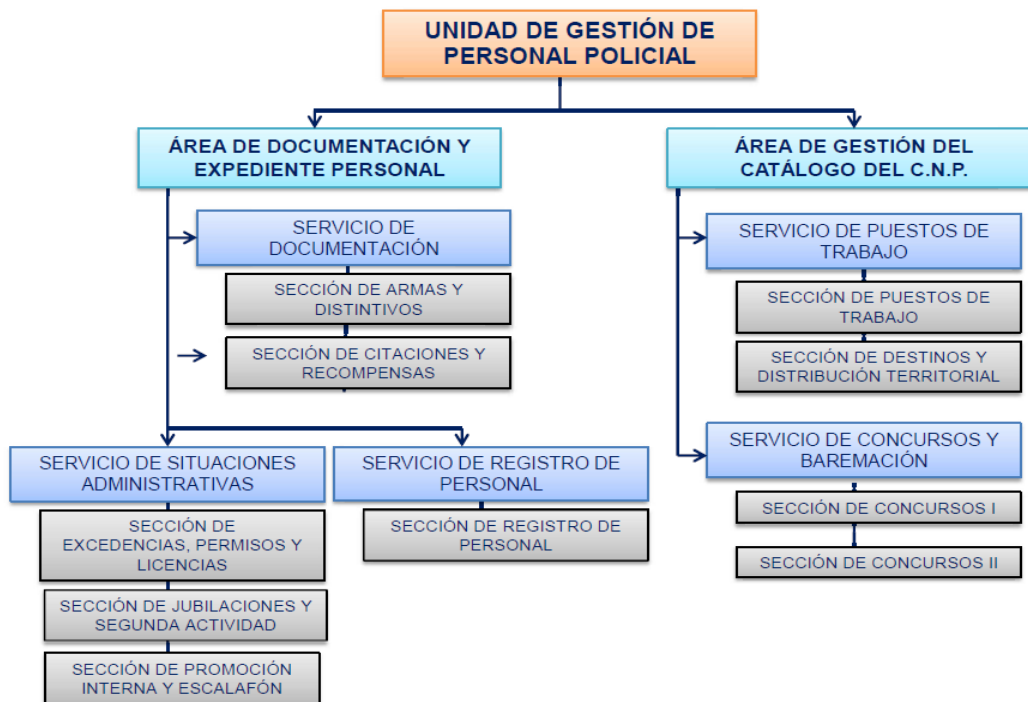 UNIDAD DE GESTIÓN DE
PERSONAL POLICIAL
ÁREA DE DOCUMENTACIÓN Y
EXPEDIENTE PERSONAL
SERVICIO DE
DOCUMENTACIÓN
SECCIÓN DE ARMAS Y
DISTINTIVOS
SECCIÓN DE CITACIONES Y
RECOMPENSAS
SERVICIO DE SITUACIONES
ADMINISTRATIVAS
SECCIÓN DE
EXCEDENCIAS, PERMISOS Y
LICENCIAS
SECCIÓN DE JUBILACIONES Y
SEGUNDA ACTIVIDAD
SECCIÓN DE PROMOCIÓN
INTERNA Y ESCALAFÓN
SERVICIO DE REGISTRO DE
PERSONAL
SECCIÓN DE REGISTRO DE
PERSONAL
ÁREA DE GESTIÓN DEL
CATÁLOGO DEL C.N.P.
SERVICIO DE PUESTOS DE
TRABAJO
SECCIÓN DE PUESTOS DE
TRABAJO
SECCIÓN DE DESTINOS Y
DISTRIBUCIÓN TERRITORIAL
SERVICIO DE CONCURSOS Y
BAREMACIÓN
SECCIÓN DE CONCURSOS I
SECCIÓN DE CONCURSOS II